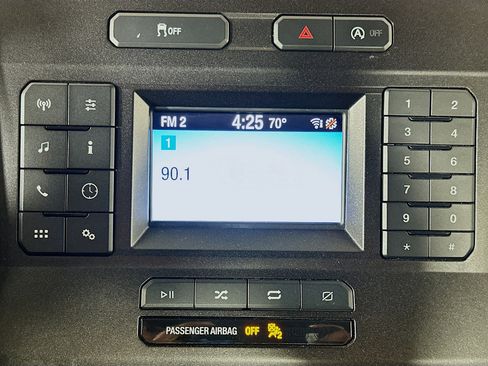 OFF
A OFF
FM 2 4:25 70°
1
90.1
1 2
3 4
5 6
7 8
9 0
* #
i
PASSENGER AIRBAG OFF 2